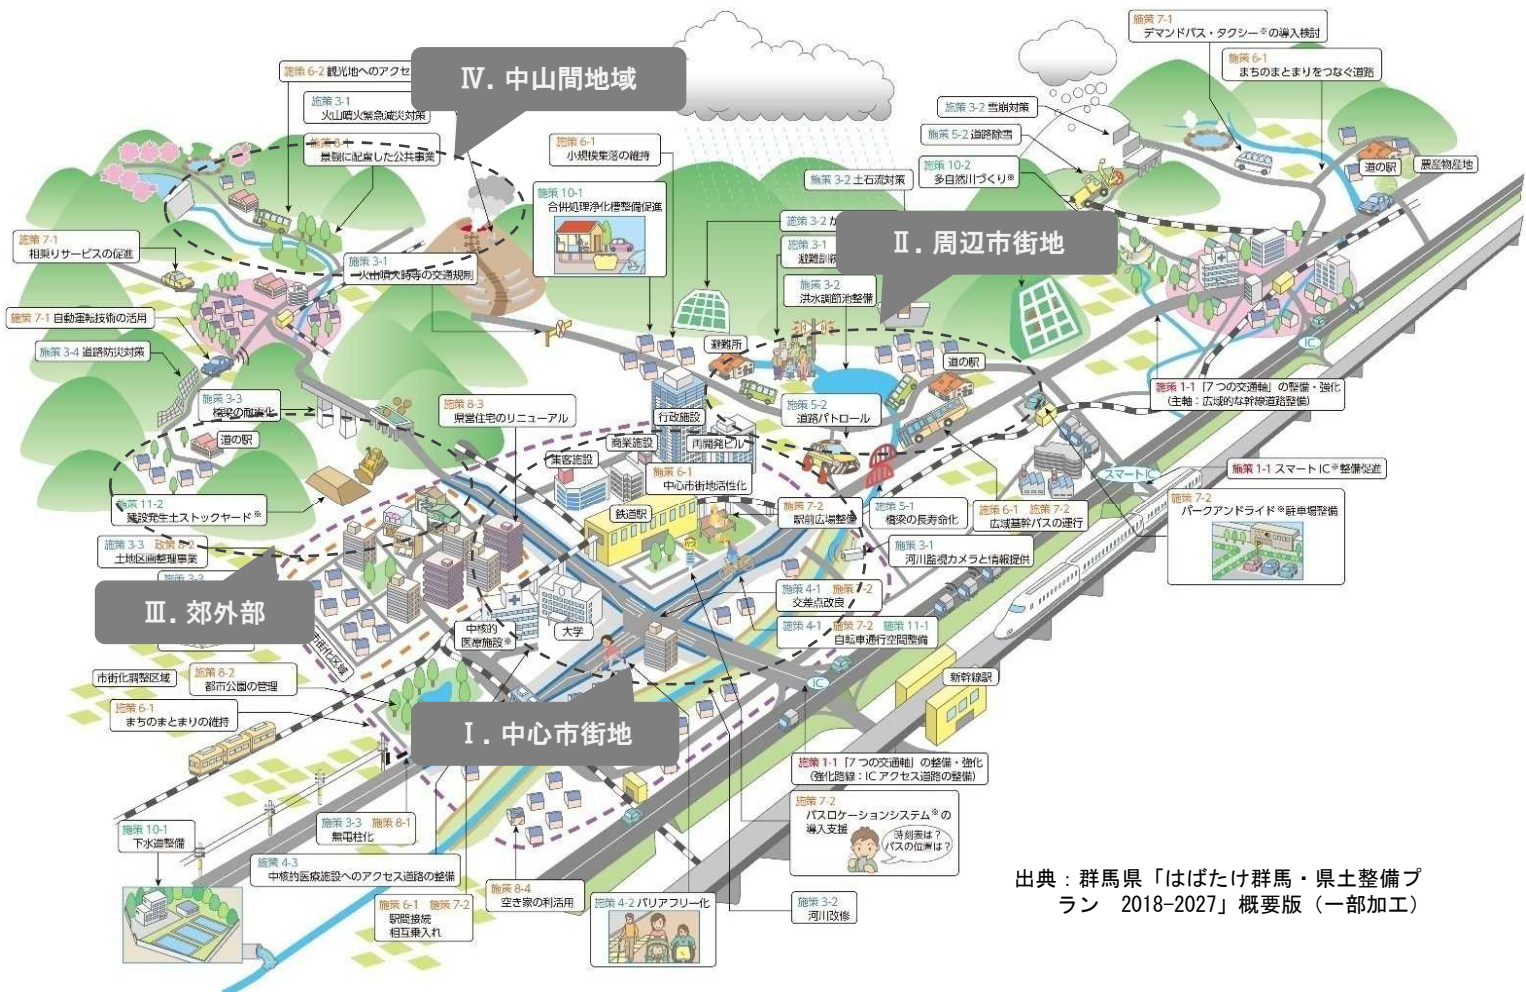 施策 7-1
デマンドバス・タクシー※の導入検討
施策 6-1
まちのまとまりをつなぐ道路
Ⅳ. 中山間地域
施策 6-2 観光地へのアクセ
施策 3-1
火山噴火緊急減災対策
景観に配慮した公共事業
施策 6-1
小規模集落の維持
施策 3-2 雪崩対策
施策 5-2 道路除雪
施策 10-2
多自然川づくり※
道の駅
農産物産地
施策 3-2 土石流対策
施策 10-1
合併処理浄化槽整備促進
施策 3-2 が
Ⅱ. 周辺市街地
施策 3-1
避難訓
施策 3-2
洪水調節池整備
施策 7-1
相乗りサービスの促進
施策 3-1
火山噴火時等の交通規制
施策 7-1 自動運転技術の活用
施策 3-4 道路防災対策
避難所
道の駅
IC
施策 1-1「7つの交通軸」の整備・強化
(主軸:広域的な幹線道路整備)
施策 3-3
橋梁の耐震化
施策 8-3
県営住宅のリニューアル
行政施設
施策 5-2
道路パトロール
道の駅
商業施設
再開発ビル
集客施設
施策 6-1
中心市街地活性化
スマートIC
施策 1-1 スマートIC※整備促進
施策 11-2
建設発生土ストックヤード※
鉄道駅
施策 7-2
駅前広場整備
施策 5-1
橋梁の長寿命化
施策 6-1 施策 7-2
広域基幹バスの運行
施策 7-2
パークアンドライド※駐車場整備
施策 3-3 政策 8-2
土地区画整理事業
施策 3-1
河川監視カメラと情報提供
施策 3-3
Ⅲ. 郊外部
バス
施策 4-1 施策 7-2
交差点改良
施策 4-1 施策 7-2 施策 11-1
自転車通行空間整備
中核的
医療施設※
大学
市街化区域
市街化調整区域
施策 8-2
都市公園の管理
IC
新幹線駅
施策 6-1
まちのまとまりの維持
Ⅰ. 中心市街地
施策 1-1「7つの交通軸」の整備・強化
(強化路線:ICアクセス道路の整備)
施策 7-2
バスロケーションシステム※の
導入支援
時刻表は?
バスの位置は?
施策 10-1
下水道整備
施策 3-3 施策 8-1
無電柱化
施策 4-3
中核的医療施設へのアクセス道路の整備
施策 6-1 施策 7-2
駅間接続
相互乗入れ
施策 8-4
空き家の利活用
施策 4-2 バリアフリー化
施策 3-2
河川改修
出典:群馬県「はばたけ群馬・県土整備プ
ラン 2018-2027」概要版(一部加工)